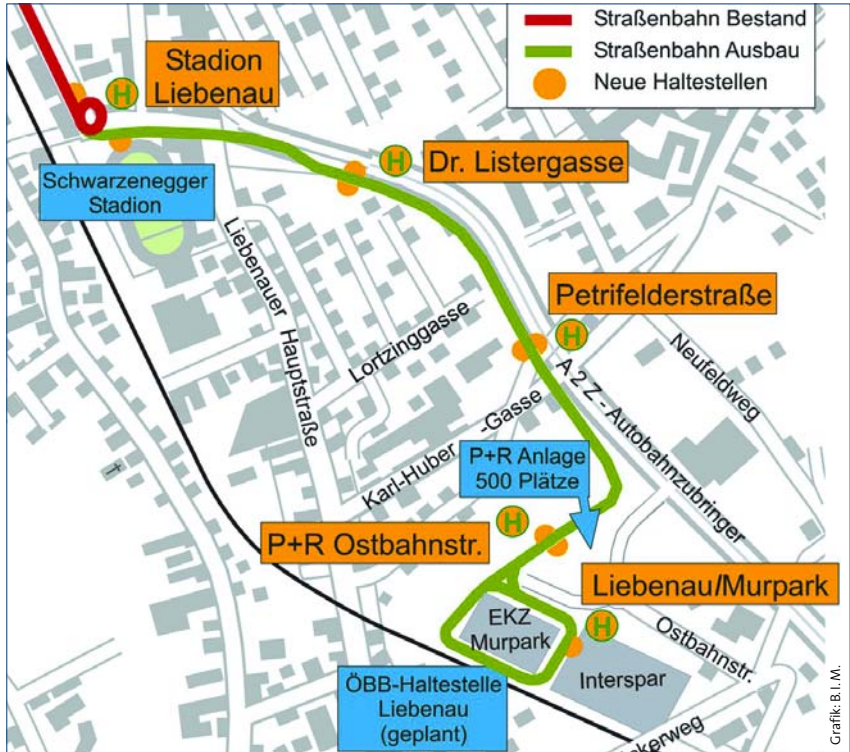 Straßenbahn Bestand
Straßenbahn Ausbau
Neue Haltestellen
H
Stadion
Liebenau
H
Dr. Listergasse
Schwarzenegger
Stadion
Liebenauer Hauptstraße
Lortzinggasse
Petrifelderstraße
H
Neufeldweg
A 2 Z - Autobahnzubringer
Karl-Huber -Gasse
P+R Anlage
500 Plätze
H
P+R Ostbahnstr.
Liebenau/Murpark
H
EKZ
Murpark
Ostbahnstr.
Interspar
ÖBB-Haltestelle
Liebenau
(geplant)
kerweg
Grafik: B.I.M.